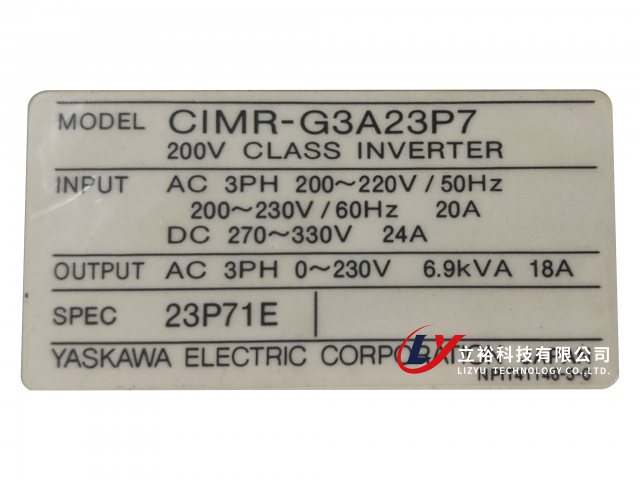 MODEL CIMR-G3A23P7
200V CLASS INVERTER
INPUT AC 3PH 200~220V / 50Hz
200~230V / 60Hz 20A
DC 270~330V 24A
OUTPUT AC 3PH 0~230V 6.9kVA 18A
SPEC 23P71E
YASKAWA ELECTRIC CORPORATION
LY 立裕科技有限公司
LIZYU TECHNOLOGY CO.,LTD.